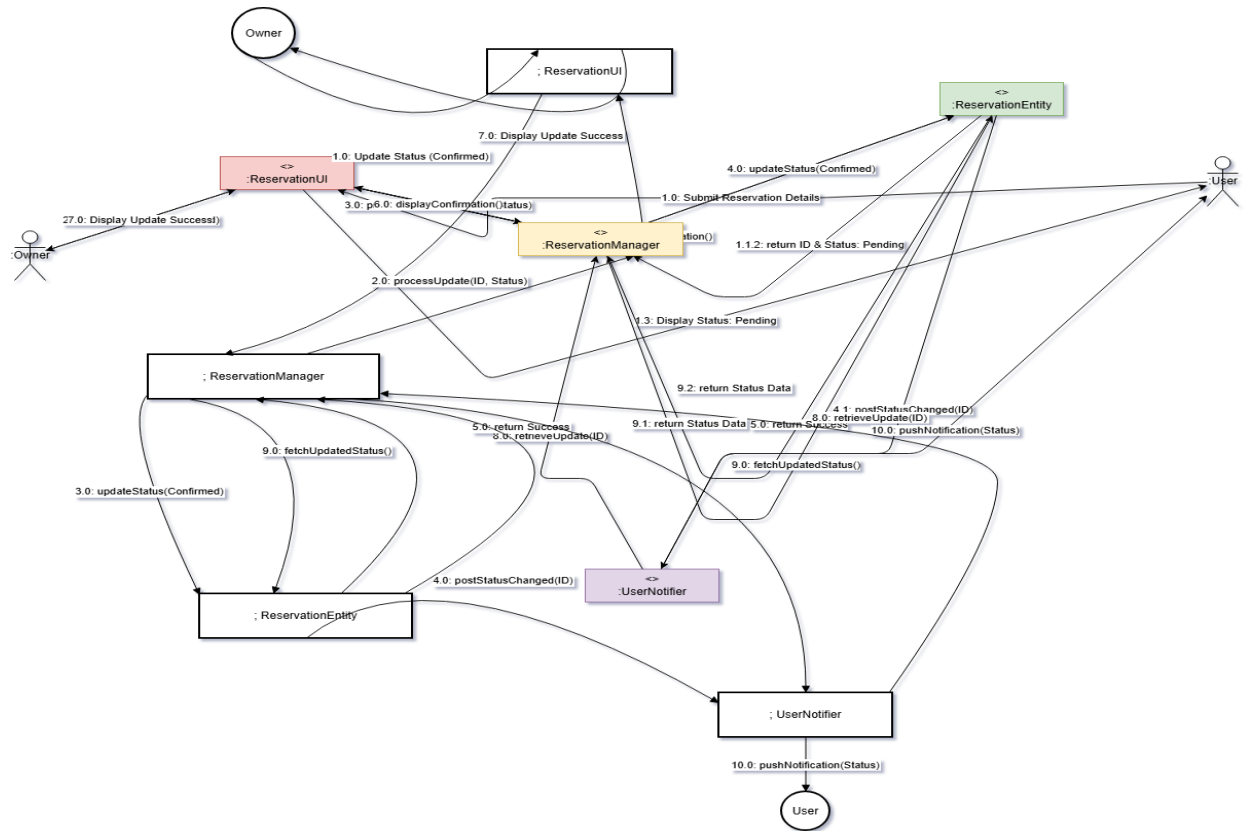 Owner
; ReservationUI
<>
:ReservationEntity
7.0: Display Update Success
1.0: Update Status (Confirmed)
<>
:ReservationUI
4.0: updateStatus(Confirmed)
:User
1.0: Submit Reservation Details
3.0: p
6.0: displayConfirmation()
tatus)
27.0: Display Update Success
<>
:ReservationManager
ation()
1.1.2: return ID & Status: Pending
:Owner
2.0: processUpdate(ID, Status)
1.3: Display Status: Pending
; ReservationManager
9.2: return Status Data
4.1: postStatusChanged(ID)
8.0: retrieveUpdate(ID)
5.0: return Success
8.0: retrieveUpdate(ID)
9.1: return Status Data
5.0: return Success
10.0: pushNotification(Status)
9.0: fetchUpdatedStatus()
9.0: fetchUpdatedStatus()
3.0: updateStatus(Confirmed)
4.0: postStatusChanged(ID)
<>
:UserNotifier
; ReservationEntity
; UserNotifier
10.0: pushNotification(Status)
User